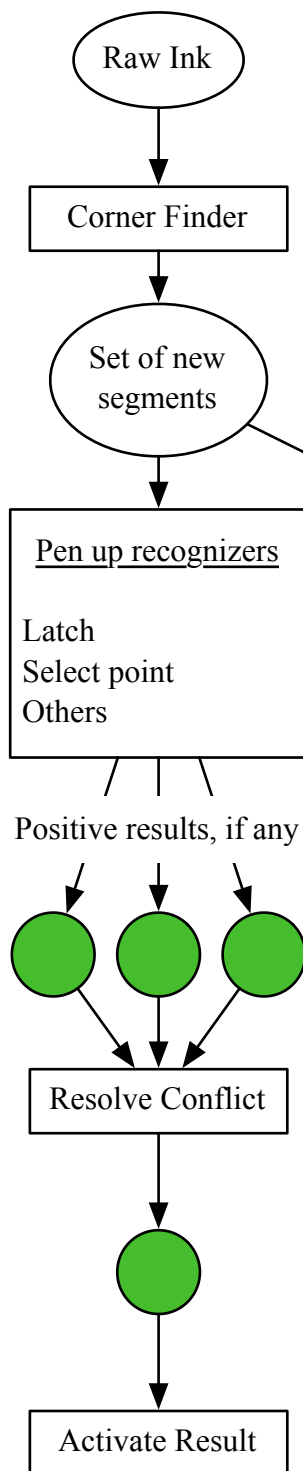 Raw Ink
Corner Finder
Set of new
segments
Pen up recognizers
Latch
Select point
Others
Positive results, if any
Resolve Conflict
Activate Result